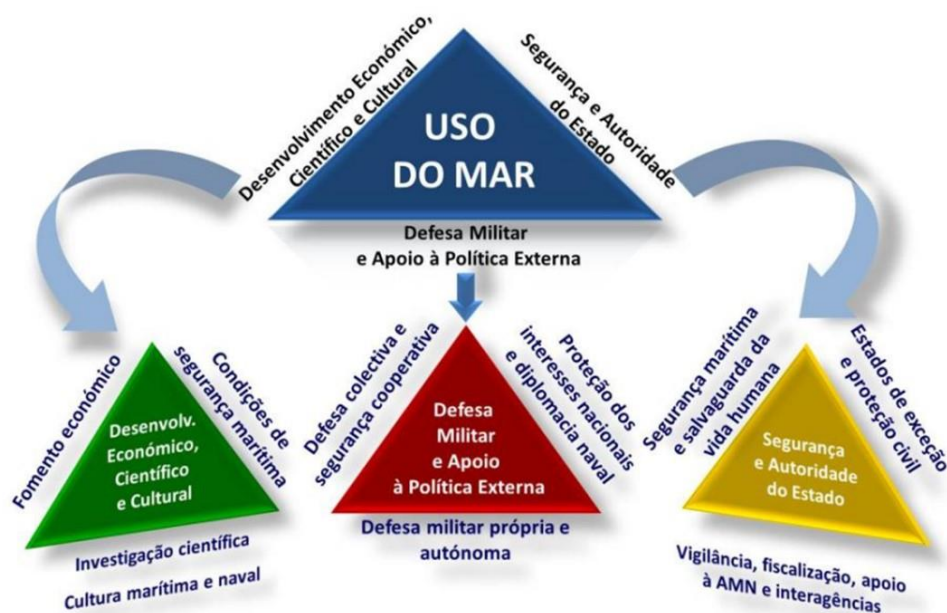 Desenvolvimento Económico,
Científico e Cultural
Segurança e Autoridade
do Estado
USO
DO MAR
Defesa Militar
e Apoio à Política Externa
Fomento económico
Condições de
segurança marítima
Desenvolv.
Económico,
Científico
e Cultural
Investigação científica
Cultura marítima e naval
Defesa colectiva e
segurança cooperativa
Proteção dos
interesses nacionais
e diplomacia naval
Defesa
Militar
e Apoio
à Política Externa
Defesa militar própria e
autónoma
Segurança marítima
e salvaguarda da
vida humana
Estados de exceção
e proteção civil
Segurança
e Autoridade
do Estado
Vigilância, fiscalização, apoio
à AMN e interagências